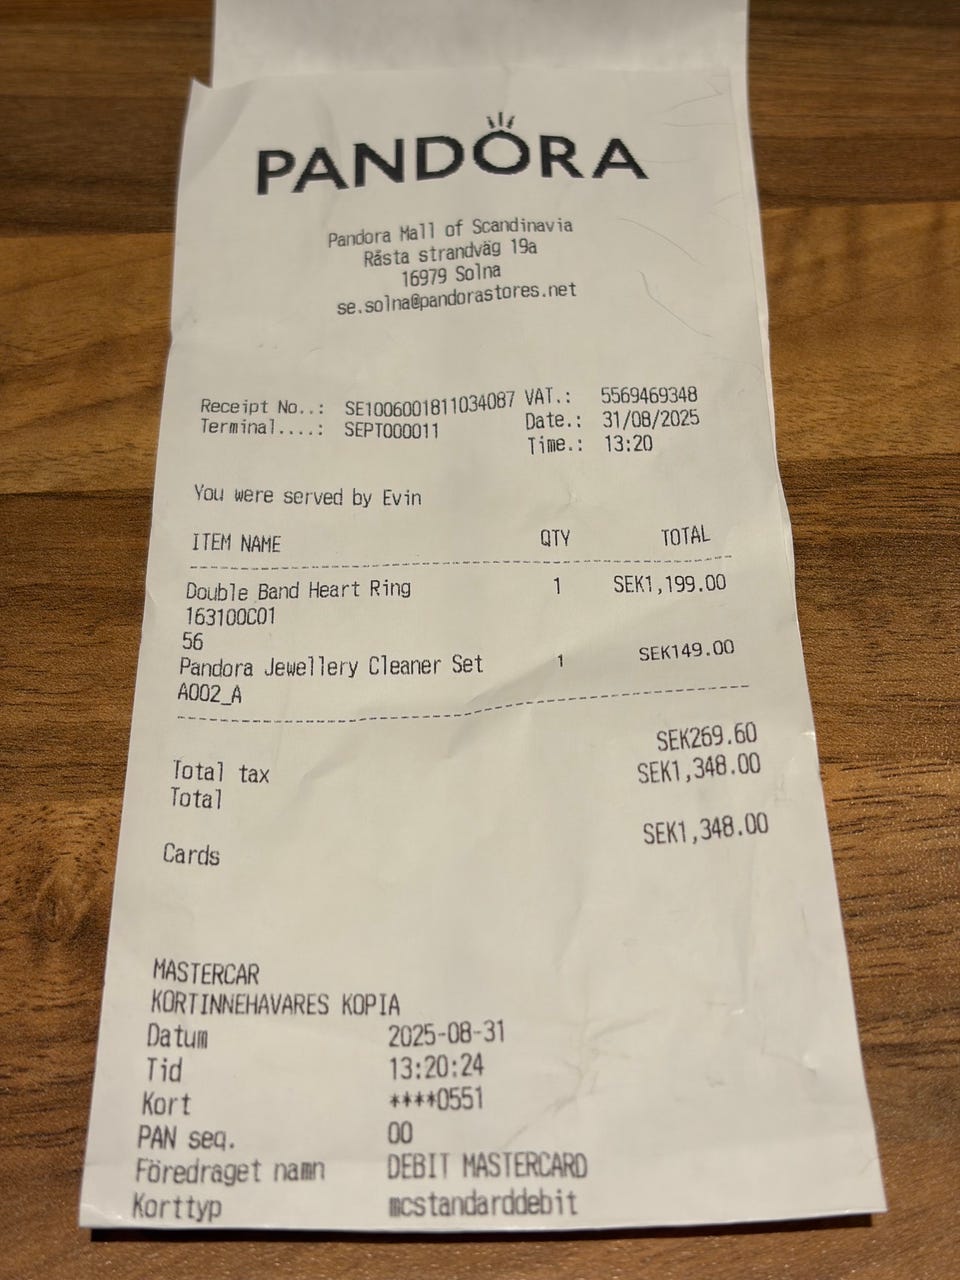 PANDORA
Pandora Mall of Scandinavia
Råsta strandväg 19a
16979 Solna
se.solna@pandorastores.net
Receipt No..: SE1006001811034087 VAT.: 5569469348
Terminal....: SEPT000011 Date.: 31/08/2025
Time.: 13:20
You were served by Evin
ITEM NAME QTY TOTAL
Double Band Heart Ring 1 SEK1,199.00
163100C01
56
Pandora Jewellery Cleaner Set 1 SEK149.00
A002_A
Total tax SEK269.60
Total SEK1,348.00
Cards SEK1,348.00
MASTERCAR
KORTINNEHAVARES KOPIA
Datum 2025-08-31
Tid 13:20:24
Kort ****0551
PAN seq. 00
Föredraget namn DEBIT MASTERCARD
Korttyp mcstandarddebit